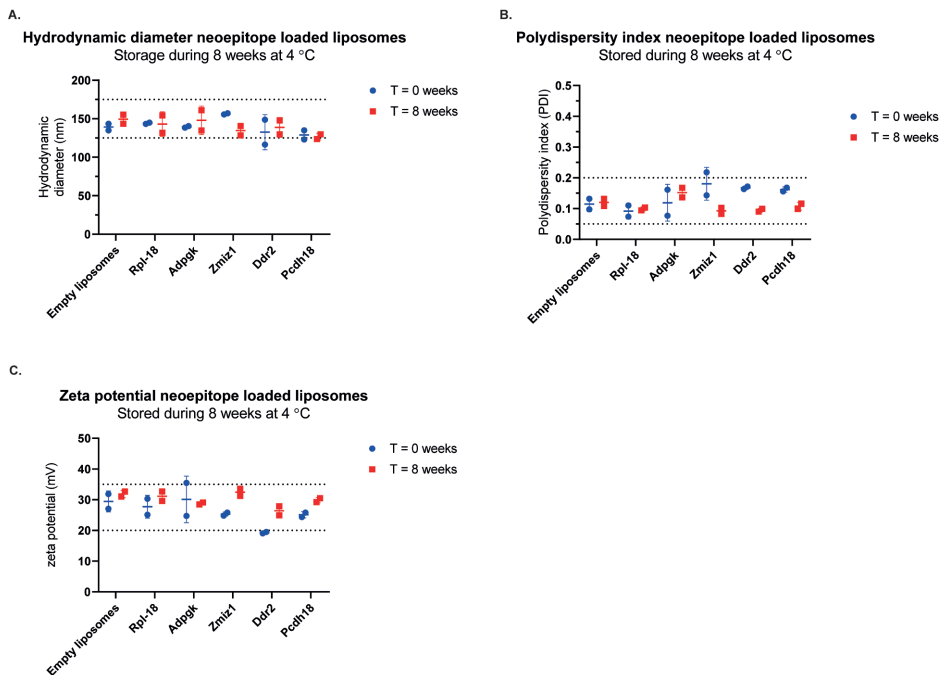 A.
Hydrodynamic diameter neoepitope loaded liposomes
Storage during 8 weeks at 4 °C
200
150
100
50
0
Hydrodynamic
diameter (nm)
Empty liposomes
Rpl-18
Adpgk
Zmiz1
Ddr2
Pcdh18
T = 0 weeks
T = 8 weeks
B.
Polydispersity index neoepitope loaded liposomes
Stored during 8 weeks at 4 °C
0.5
0.4
0.3
0.2
0.1
0.0
Polydispersity index (PDI)
Empty liposomes
Rpl-18
Adpgk
Zmiz1
Ddr2
Pcdh18
T = 0 weeks
T = 8 weeks
C.
Zeta potential neoepitope loaded liposomes
Stored during 8 weeks at 4 °C
50
40
30
20
10
0
zeta potential (mV)
Empty liposomes
Rpl-18
Adpgk
Zmiz1
Ddr2
Pcdh18
T = 0 weeks
T = 8 weeks